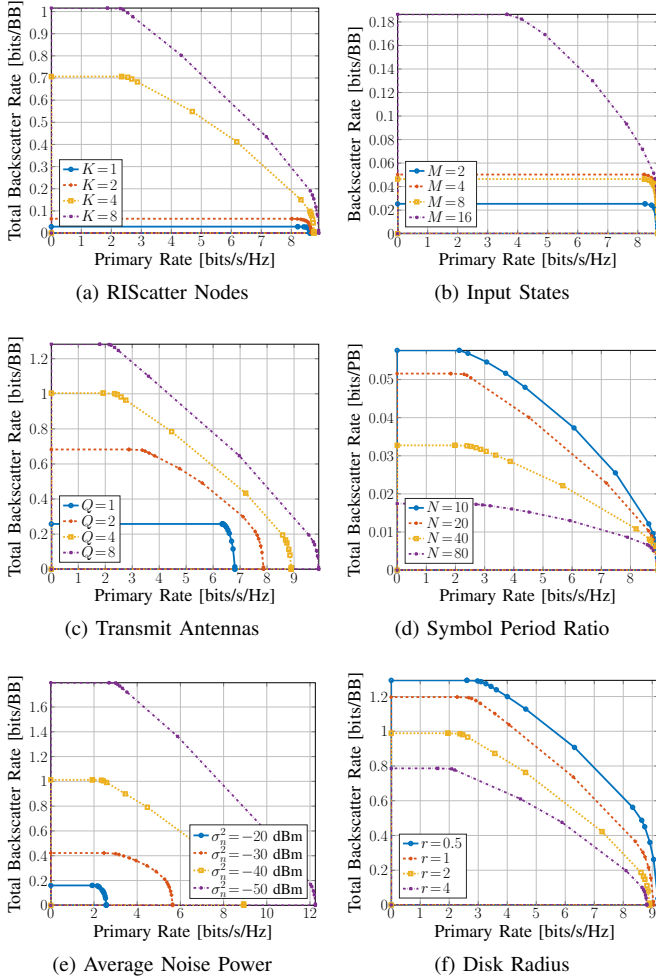 Total Backscatter Rate [bits/BB]
1
0.9
0.8
0.7
0.6
0.5
0.4
0.3
0.2
0.1
0
K=1
K=2
K=4
K=8
0 1 2 3 4 5 6 7 8
Primary Rate [bits/s/Hz]
(a) RIScatter Nodes
Backscatter Rate [bits/BB]
0.18
0.16
0.14
0.12
0.1
0.08
0.06
0.04
0.02
0
M=2
M=4
M=8
M=16
0 1 2 3 4 5 6 7 8
Primary Rate [bits/s/Hz]
(b) Input States
Total Backscatter Rate [bits/BB]
1.2
1
0.8
0.6
0.4
0.2
0
Q=1
Q=2
Q=4
Q=8
0 1 2 3 4 5 6 7 8 9
Primary Rate [bits/s/Hz]
(c) Transmit Antennas
Total Backscatter Rate [bits/PB]
0.05
0.04
0.03
0.02
0.01
0
N=10
N=20
N=40
N=80
0 1 2 3 4 5 6 7 8
Primary Rate [bits/s/Hz]
(d) Symbol Period Ratio
Total Backscatter Rate [bits/BB]
1.6
1.4
1.2
1
0.8
0.6
0.4
0.2
0
σ_n^2=−20 dBm
σ_n^2=−30 dBm
σ_n^2=−40 dBm
σ_n^2=−50 dBm
0 2 4 6 8 10 12
Primary Rate [bits/s/Hz]
(e) Average Noise Power
Total Backscatter Rate [bits/BB]
1.2
1
0.8
0.6
0.4
0.2
0
r=0.5
r=1
r=2
r=4
0 1 2 3 4 5 6 7 8 9
Primary Rate [bits/s/Hz]
(f) Disk Radius